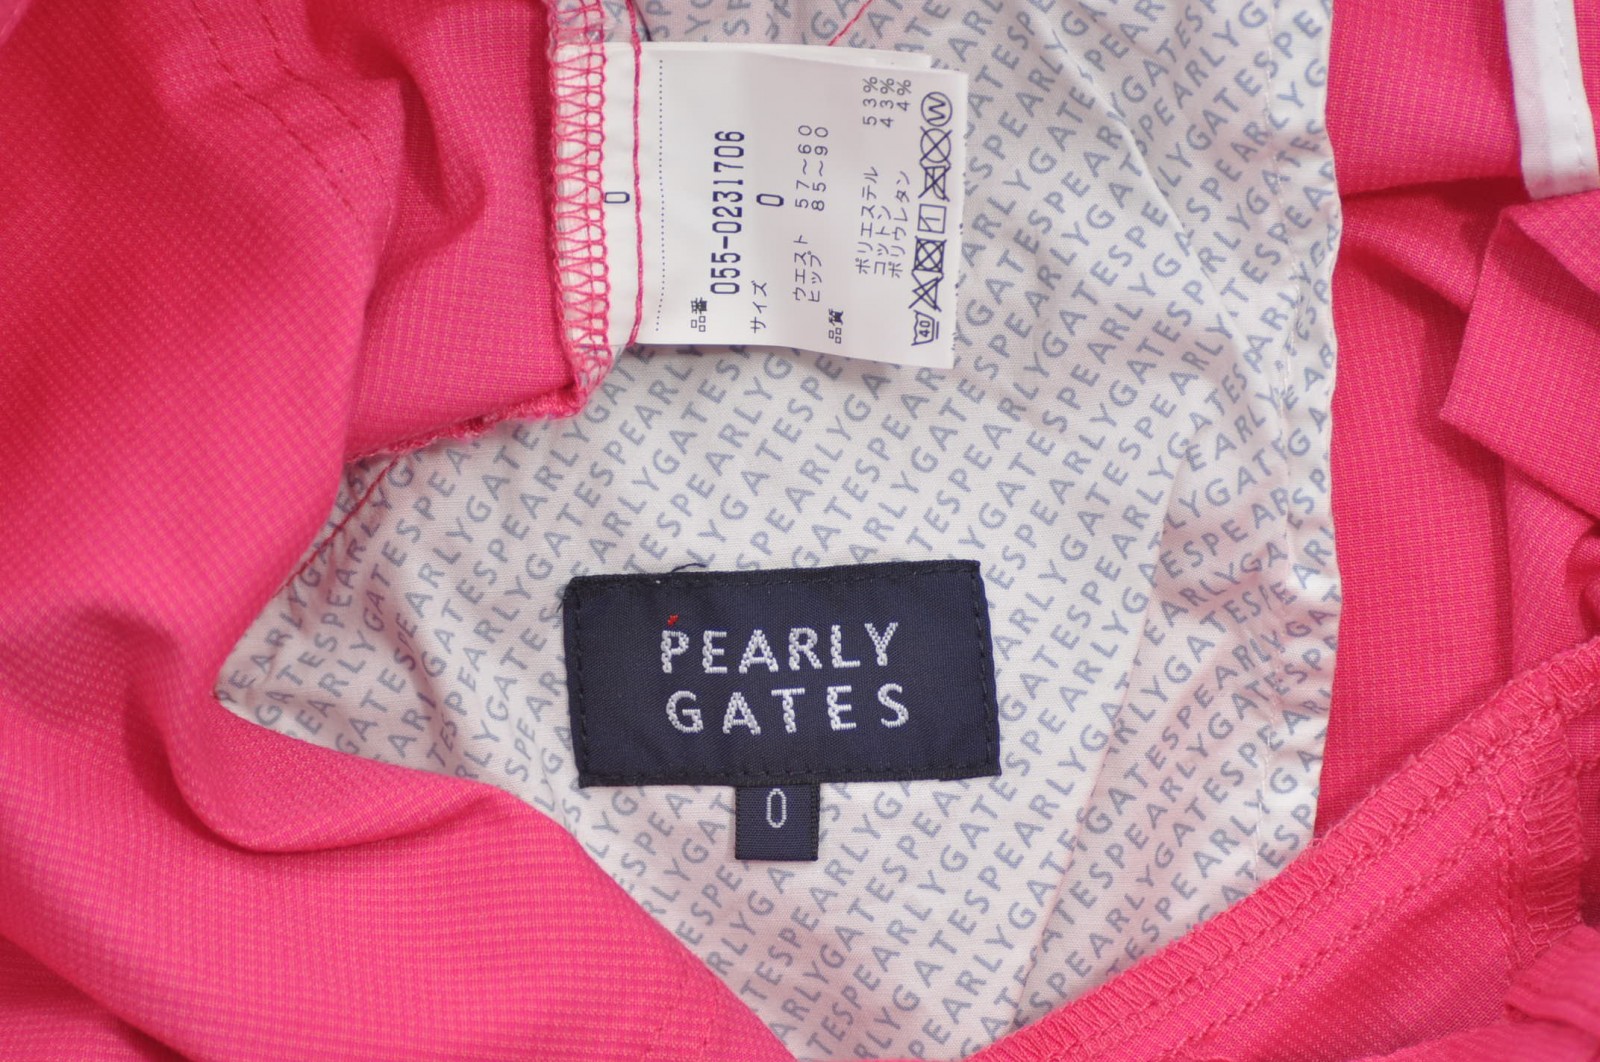 0
品番
055-0231706
サイズ
0
ウエスト 57~60
ヒップ 85~90
品質
ポリエステル 53%
コットン 43%
ポリウレタン 4%
40
W
PEARLY
GATES
0
PEARLYGATESPEARLYGATESPEARLYGATES